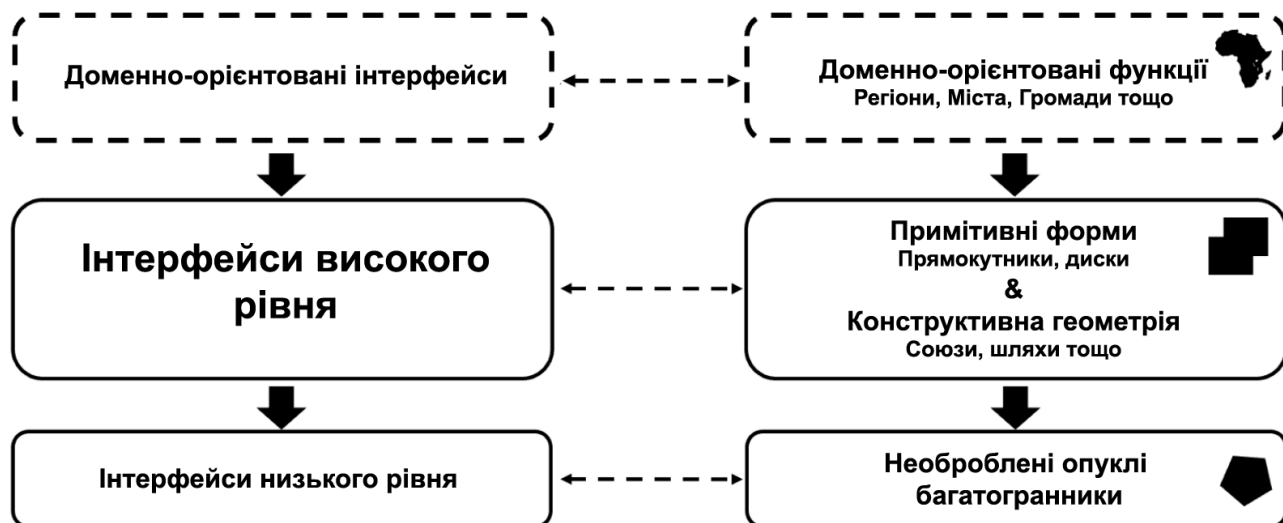 Доменно-орієнтовані інтерфейси
Доменно-орієнтовані функції
Регіони, Міста, Громади тощо
Інтерфейси високого
рівня
Примітивні форми
Прямокутники, диски
&
Конструктивна геометрія
Союзи, шляхи тощо
Інтерфейси низького рівня
Необроблені опуклі
багатогранники